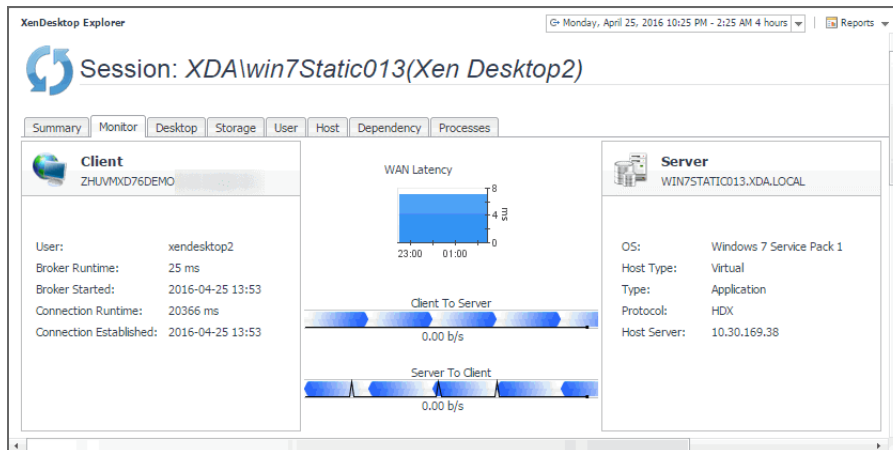 XenDesktop Explorer
Monday, April 25, 2016 10:25 PM - 2:25 AM 4 hours
Reports
Session: XDA\win7Static013(Xen Desktop2)
Summary Monitor Desktop Storage User Host Dependency Processes
Client
ZHUVMXD76DEMO
User: xendesktop2
Broker Runtime: 25 ms
Broker Started: 2016-04-25 13:53
Connection Runtime: 20366 ms
Connection Established: 2016-04-25 13:53
WAN Latency
8
4
0
ms
23:00 01:00
Client To Server
0.00 b/s
Server To Client
0.00 b/s
Server
WIN7STATIC013.XDA.LOCAL
OS: Windows 7 Service Pack 1
Host Type: Virtual
Type: Application
Protocol: HDX
Host Server: 10.30.169.38